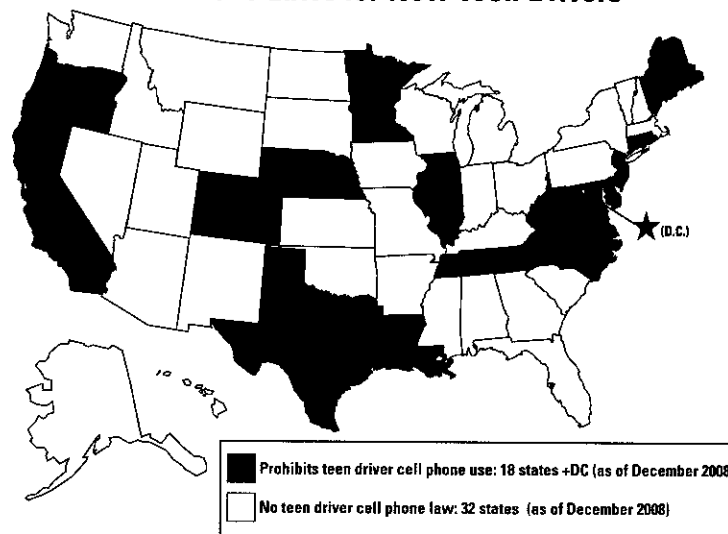 (D.C.)
Prohibits teen driver cell phone use: 18 states +DC (as of December 2008
No teen driver cell phone law: 32 states (as of December 2008)